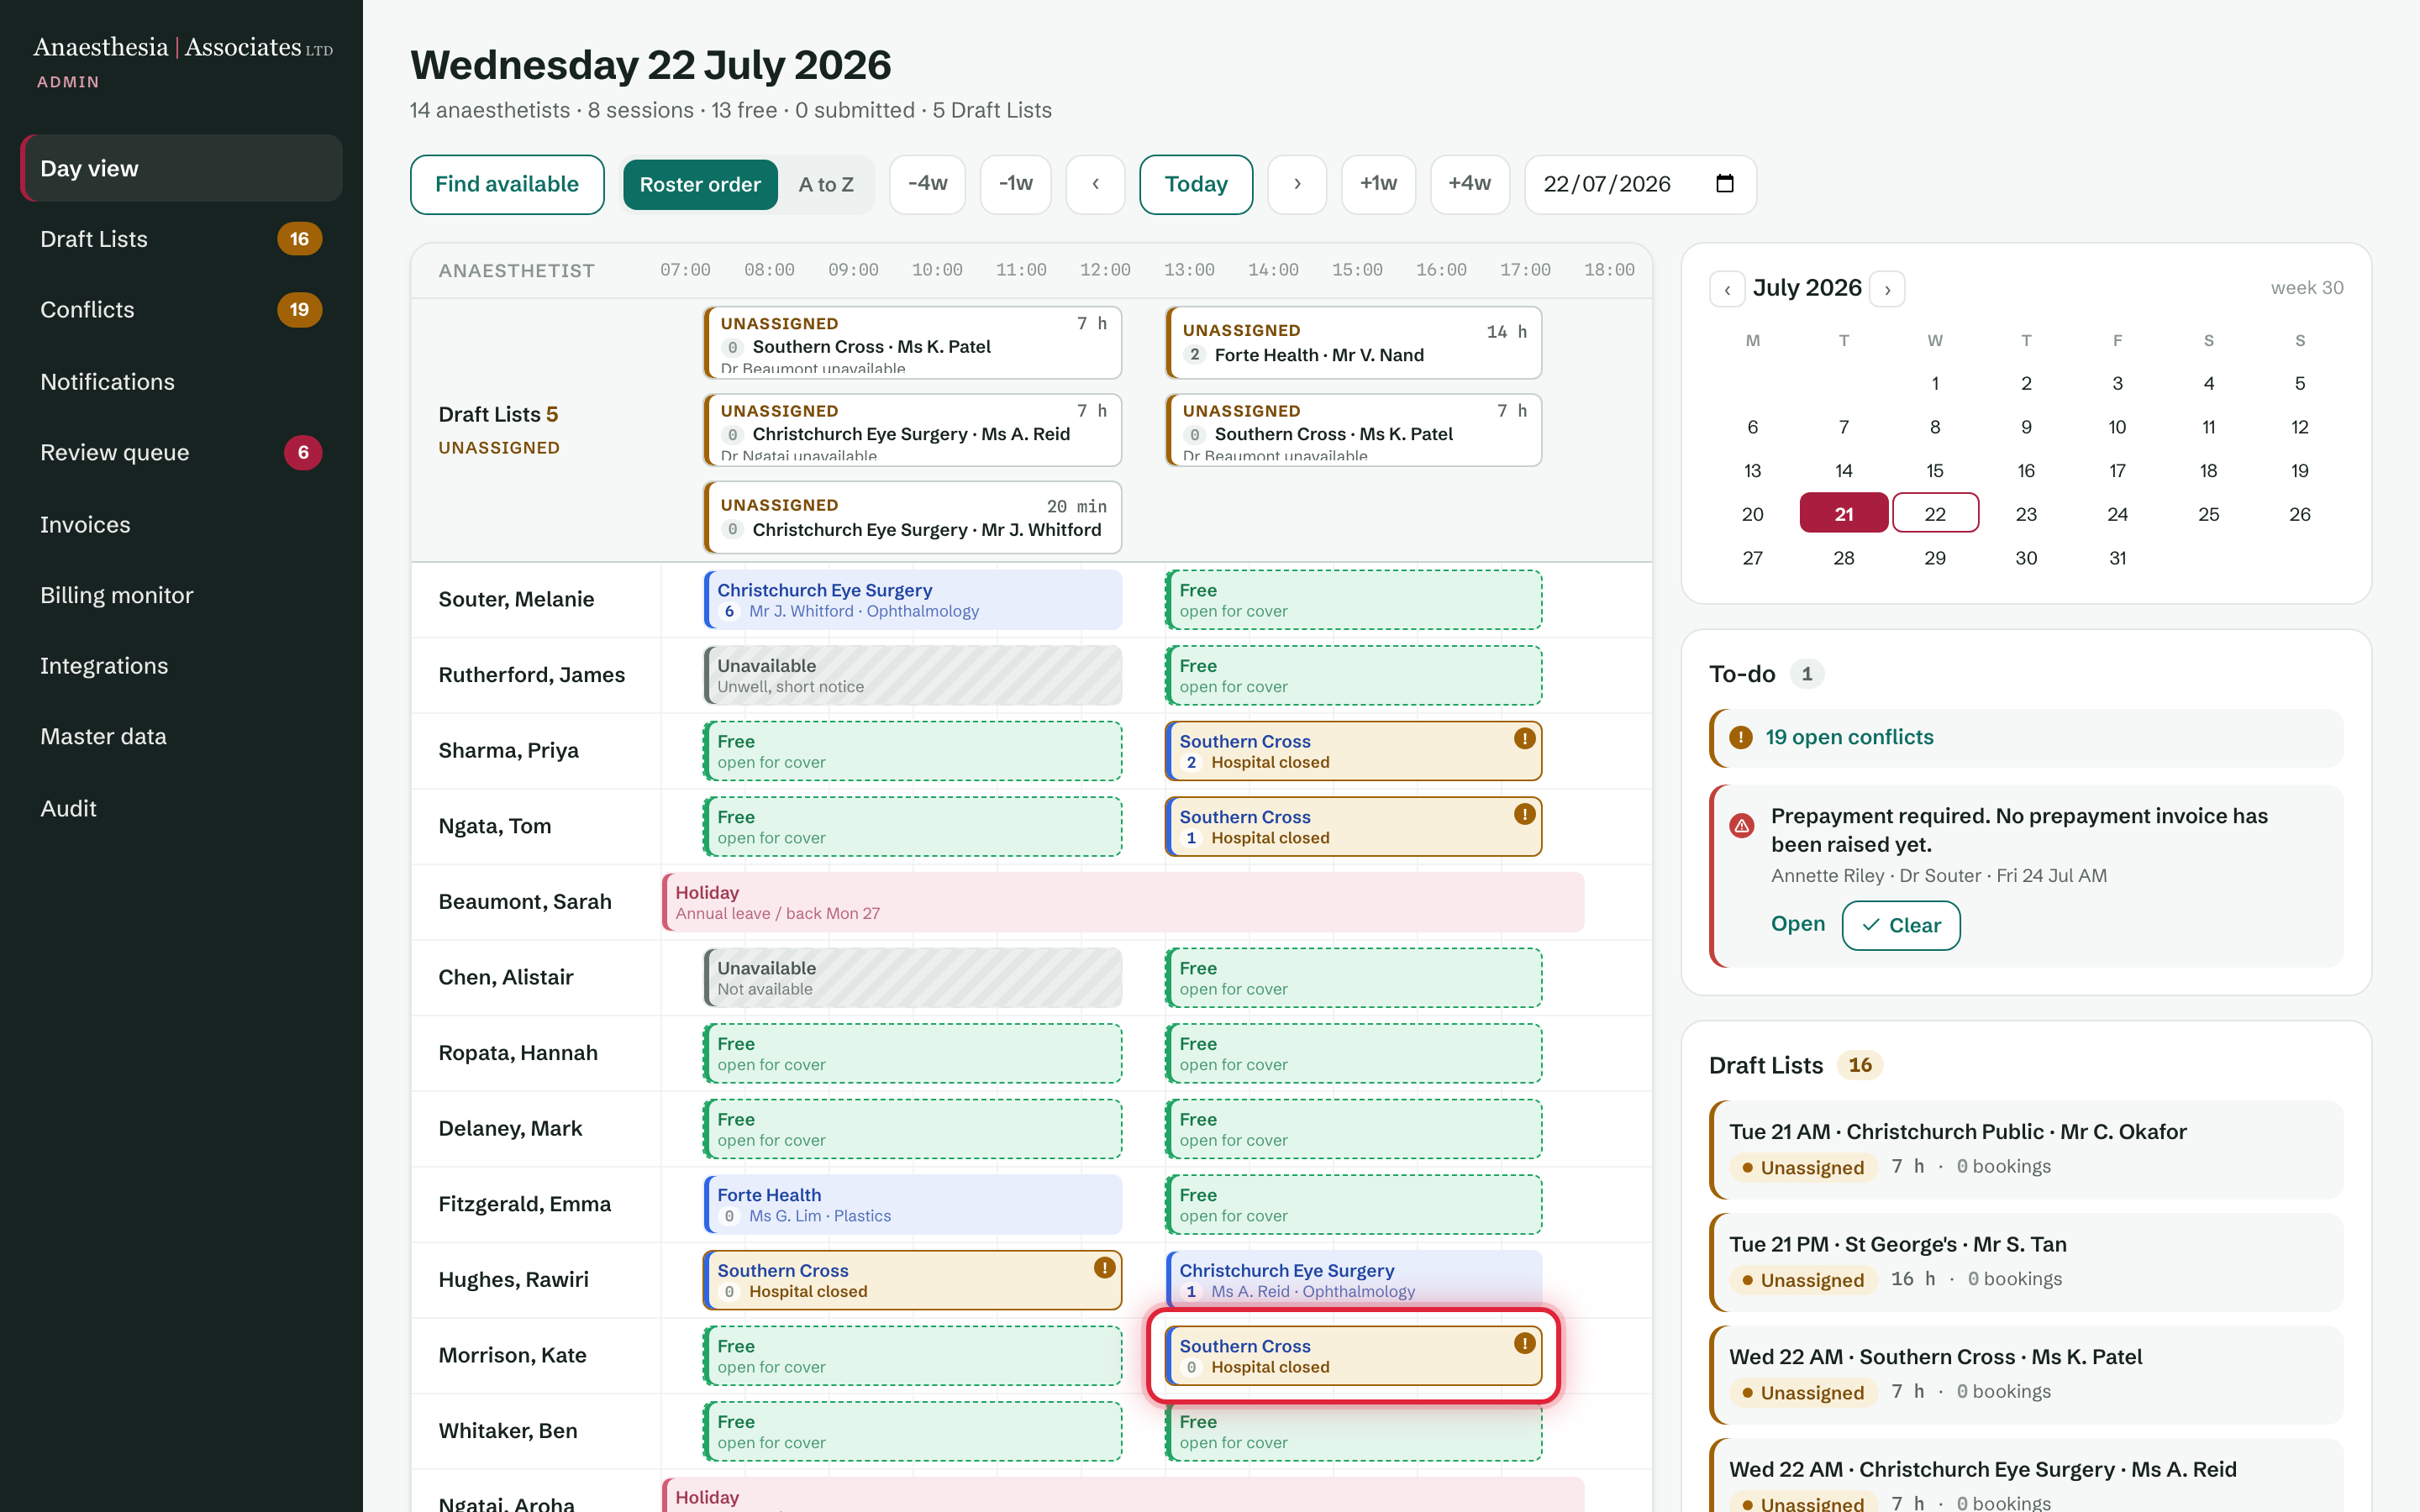 Anaesthesia | Associates LTD
ADMIN
Day view
Draft Lists 16
Conflicts 19
Notifications
Review queue 6
Invoices
Billing monitor
Integrations
Master data
Audit
Wednesday 22 July 2026
14 anaesthetists · 8 sessions · 13 free · 0 submitted · 5 Draft Lists
Find available
Roster order
A to Z
-4w
-1w
‹
Today
›
+1w
+4w
22/07/2026
ANAESTHETIST 07:00 08:00 09:00 10:00 11:00 12:00 13:00 14:00 15:00 16:00 17:00 18:00
Draft Lists 5
UNASSIGNED
UNASSIGNED 7 h
0 Southern Cross · Ms K. Patel
Dr Beaumont unavailable
UNASSIGNED 14 h
2 Forte Health · Mr V. Nand
UNASSIGNED 7 h
0 Christchurch Eye Surgery · Ms A. Reid
Dr Ngatai unavailable
UNASSIGNED 7 h
0 Southern Cross · Ms K. Patel
Dr Beaumont unavailable
UNASSIGNED 20 min
0 Christchurch Eye Surgery · Mr J. Whitford
Souter, Melanie
Christchurch Eye Surgery
6 Mr J. Whitford · Ophthalmology
Free
open for cover
Rutherford, James
Unavailable
Unwell, short notice
Free
open for cover
Sharma, Priya
Free
open for cover
Southern Cross !
2 Hospital closed
Ngata, Tom
Free
open for cover
Southern Cross !
1 Hospital closed
Beaumont, Sarah
Holiday
Annual leave / back Mon 27
Chen, Alistair
Unavailable
Not available
Free
open for cover
Ropata, Hannah
Free
open for cover
Free
open for cover
Delaney, Mark
Free
open for cover
Free
open for cover
Fitzgerald, Emma
Forte Health
0 Ms G. Lim · Plastics
Free
open for cover
Hughes, Rawiri
Southern Cross !
0 Hospital closed
Christchurch Eye Surgery
1 Ms A. Reid · Ophthalmology
Morrison, Kate
Free
open for cover
Southern Cross !
0 Hospital closed
Whitaker, Ben
Free
open for cover
Free
open for cover
Ngatai, Aroha
Holiday
‹ July 2026 › week 30
M T W T F S S
1 2 3 4 5
6 7 8 9 10 11 12
13 14 15 16 17 18 19
20 21 22 23 24 25 26
27 28 29 30 31
To-do 1
! 19 open conflicts
Prepayment required. No prepayment invoice has
been raised yet.
Annette Riley · Dr Souter · Fri 24 Jul AM
Open
✓ Clear
Draft Lists 16
Tue 21 AM · Christchurch Public · Mr C. Okafor
Unassigned 7 h · 0 bookings
Tue 21 PM · St George's · Mr S. Tan
Unassigned 16 h · 0 bookings
Wed 22 AM · Southern Cross · Ms K. Patel
Unassigned 7 h · 0 bookings
Wed 22 AM · Christchurch Eye Surgery · Ms A. Reid
Unassigned 7 h · 0 bookings